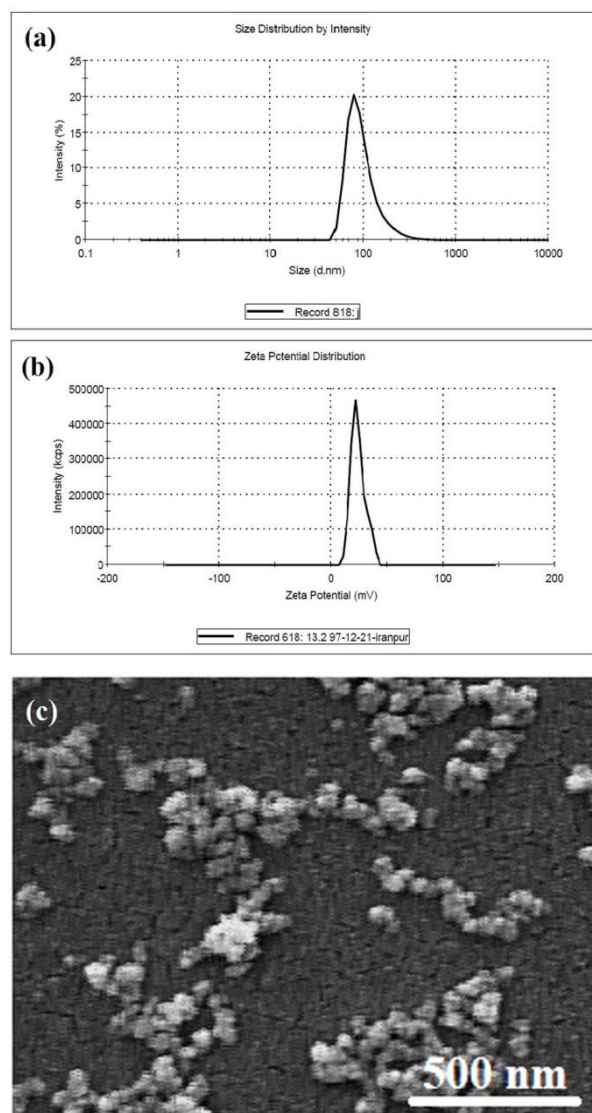 (a)
Size Distribution by Intensity
Intensity (%)
25
20
15
10
5
0
0.1 1 10 100 1000 10000
Size (d.nm)
Record 818: j
(b)
Zeta Potential Distribution
Intensity (kcps)
500000
400000
300000
200000
100000
0
-200 -100 0 100 200
Zeta Potential (mV)
Record 618: 13.2 97-12-21-iranpur
(c)
500 nm